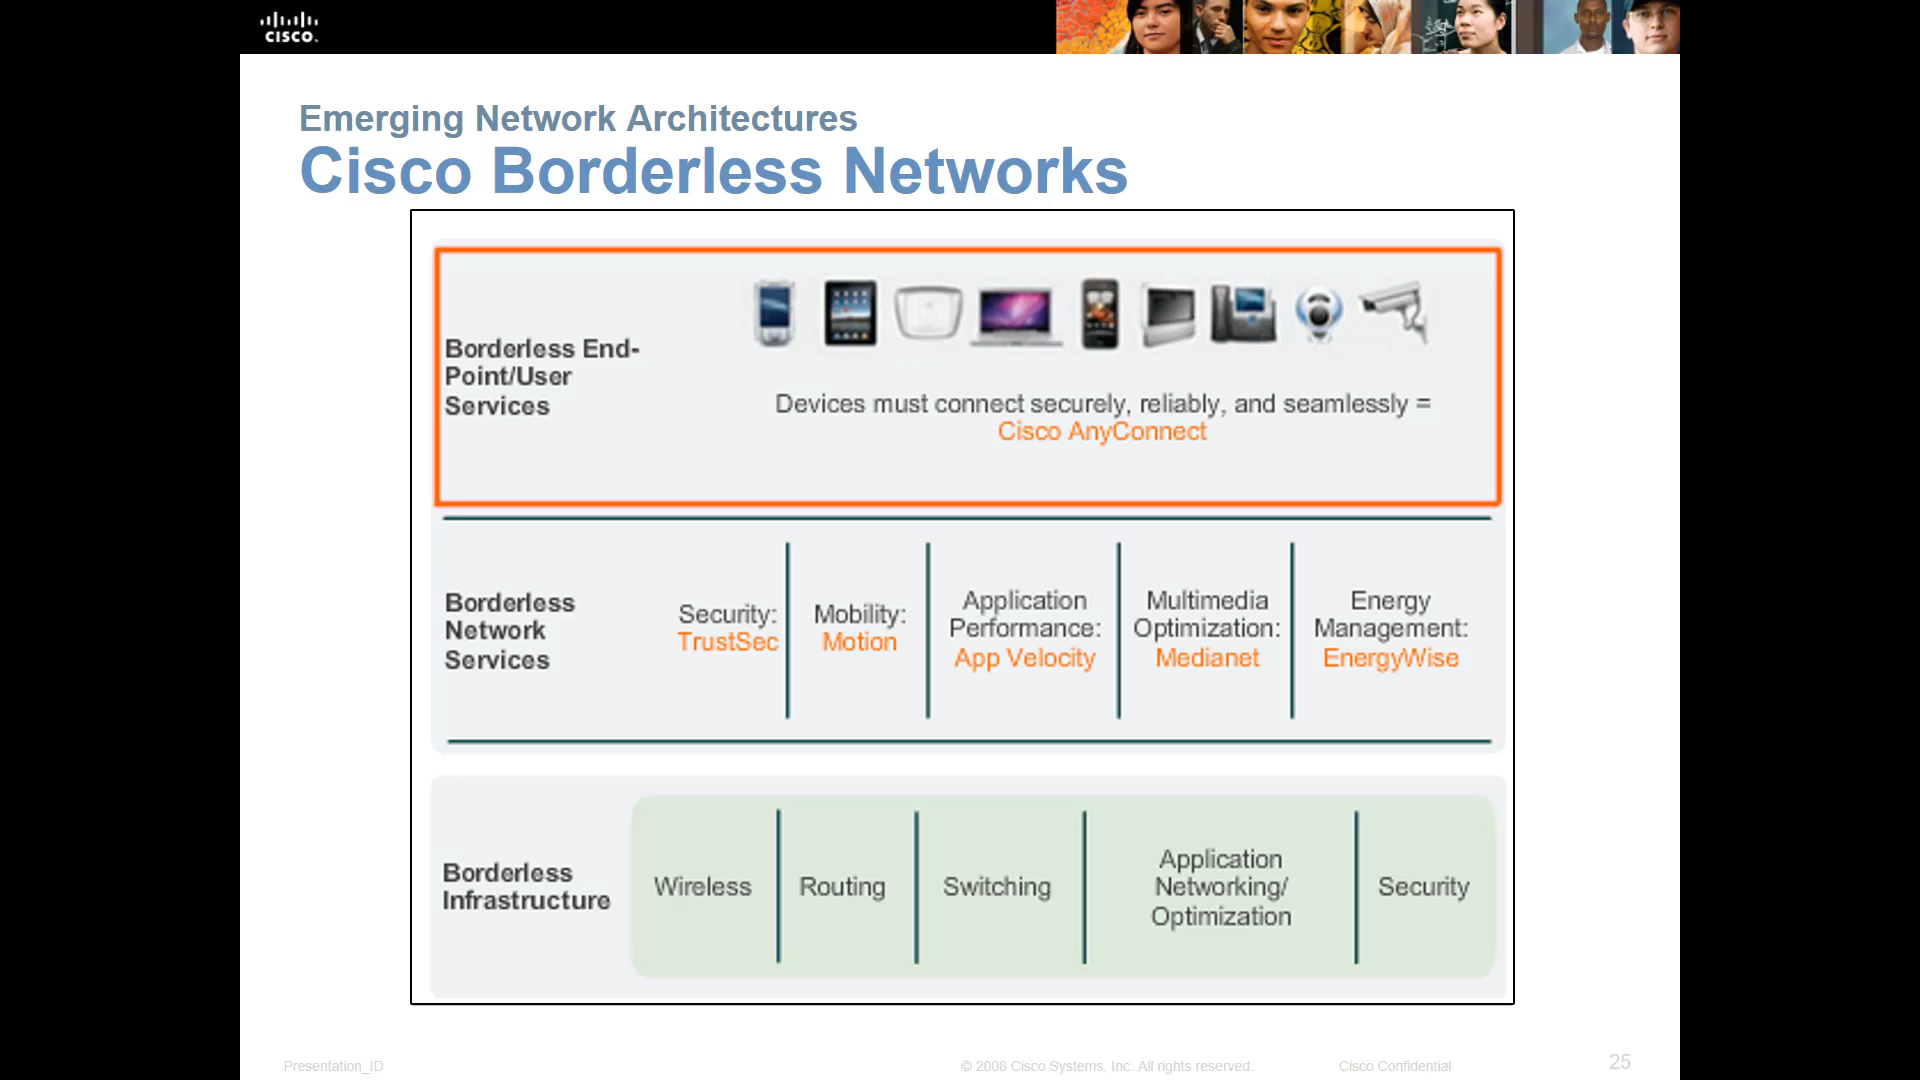 CISCO.
Emerging Network Architectures
Cisco Borderless Networks
Borderless End-
Point/User
Services
Devices must connect securely, reliably, and seamlessly =
Cisco AnyConnect
Borderless
Network
Services
Security:
TrustSec
Mobility:
Motion
Application
Performance:
App Velocity
Multimedia
Optimization:
Medianet
Energy
Management:
EnergyWise
Borderless
Infrastructure
Wireless
Routing
Switching
Application
Networking/
Optimization
Security
Presentation_ID
© 2008 Cisco Systems, Inc. All rights reserved.
Cisco Confidential
25